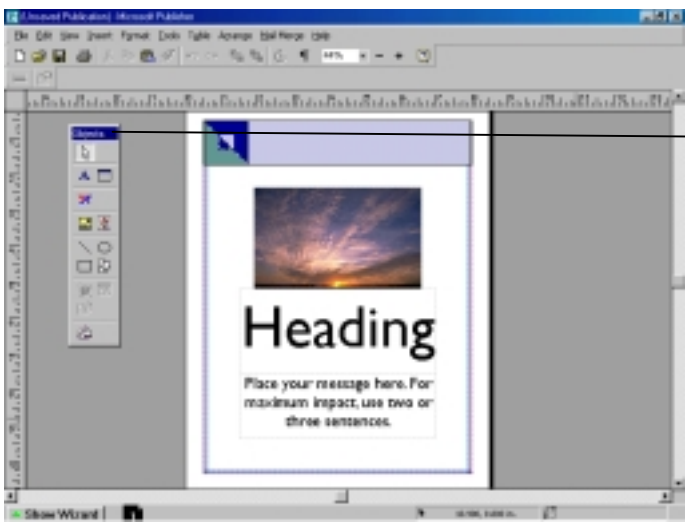 (Unsaved Publication) - Microsoft Publisher
File Edit View Insert Format Tools Table Arrange Mail Merge Help
44%
Objects
Heading
Place your message here. For
maximum impact, use two or
three sentences.
Show Wizard